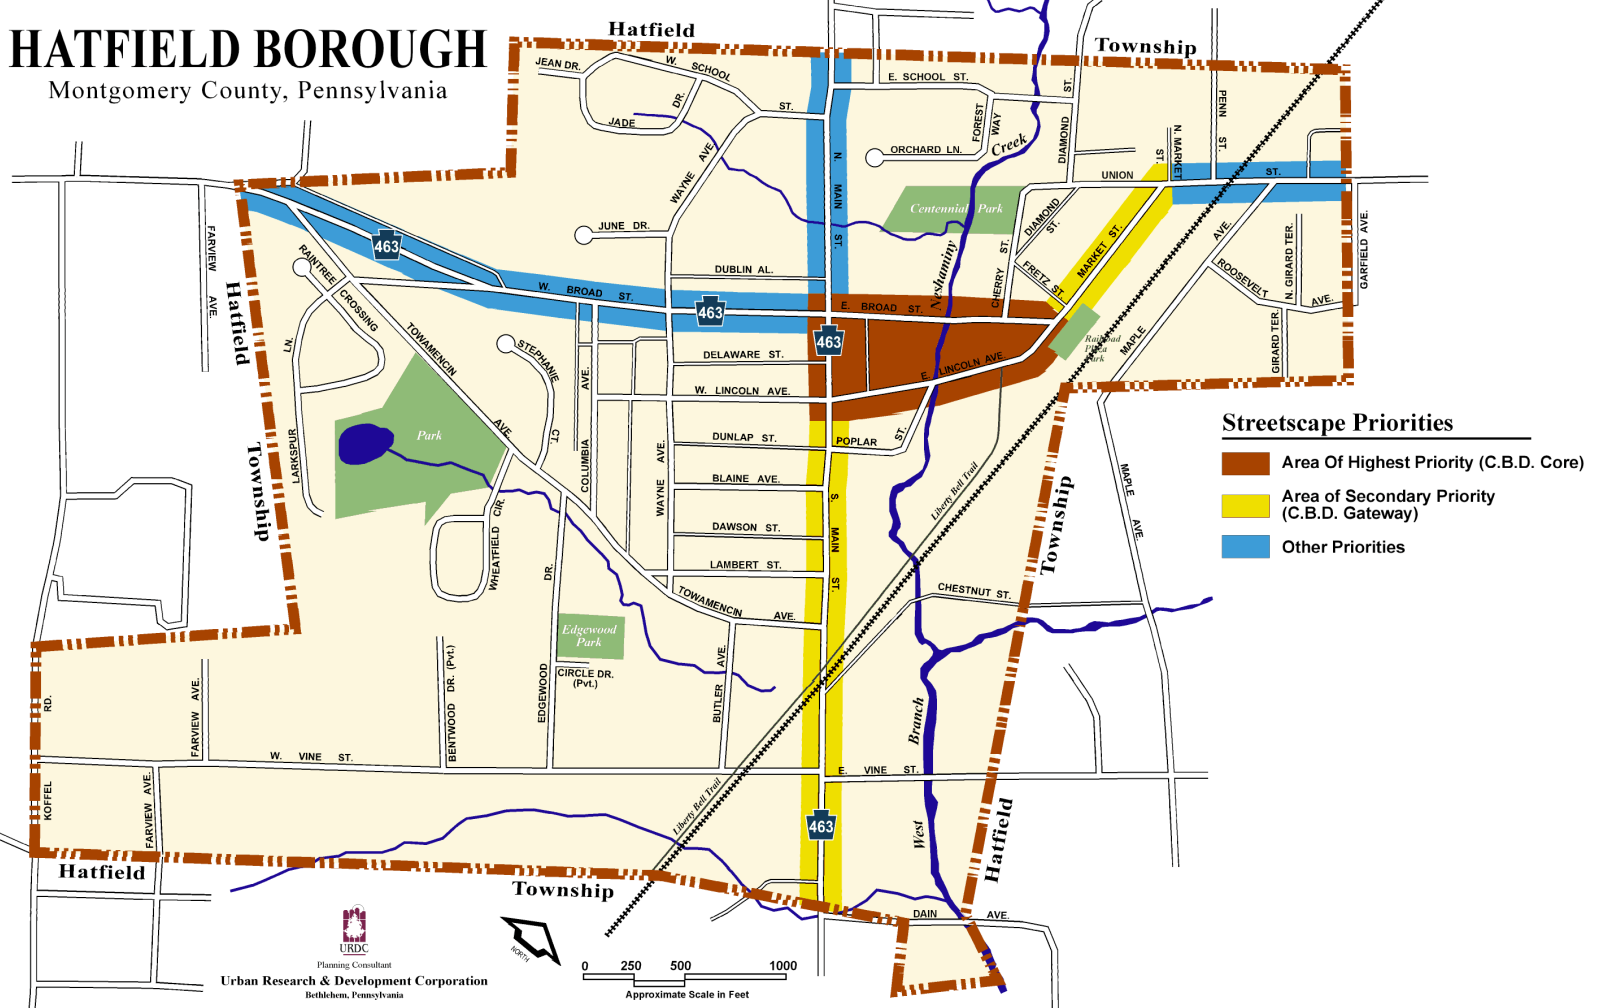 HATFIELD BOROUGH
Montgomery County, Pennsylvania
Hatfield
Township
JEAN DR.
W. SCHOOL
ST.
JADE
DR.
E. SCHOOL ST.
ST.
DIAMOND
FOREST
WAY
ORCHARD LN.
Creek
PENN
ST.
N. MARKET
ST.
UNION
ST.
WAYNE
AVE.
N. MAIN ST.
Centennial Park
DIAMOND
ST.
JUNE DR.
463
RAINTREE
CROSSING
FARVIEW AVE.
Hatfield
DUBLIN AL.
W. BROAD ST.
463
E. BROAD ST.
Neshaminy
CHERRY
ST.
FRETZ ST.
MARKET ST.
AVE.
MAPLE
ROOSEVELT
AVE.
N. GIRARD TER.
GIRARD TER.
GARFIELD AVE.
463
Railroad
Plaza
Park
LN.
LARKSPUR
TOWAMENCIN
AVE.
STEPHANIE
CT.
AVE.
COLUMBIA
DELAWARE ST.
W. LINCOLN AVE.
E. LINCOLN AVE.
Park
Township
DUNLAP ST.
POPLAR
ST.
BLAINE AVE.
WAYNE
AVE.
DAWSON ST.
S. MAIN ST.
LAMBERT ST.
Liberty Bell Trail
Township
MAPLE
AVE.
WHEATFIELD
CIR.
TOWAMENCIN
AVE.
CHESTNUT ST.
Edgewood
Park
CIRCLE DR.
(Pvt.)
EDGEWOOD
DR.
BENTWOOD DR. (Pvt.)
BUTLER
AVE.
FARVIEW AVE.
KOFFEL
RD.
W. VINE ST.
E. VINE ST.
FARVIEW AVE.
Liberty Bell Trail
463
West
Branch
Hatfield
Hatfield
Township
DAIN
AVE.
Streetscape Priorities
Area Of Highest Priority (C.B.D. Core)
Area of Secondary Priority
(C.B.D. Gateway)
Other Priorities
URDC
Planning Consultant
Urban Research & Development Corporation
Bethlehem, Pennsylvania
NORTH
0 250 500 1000
Approximate Scale in Feet